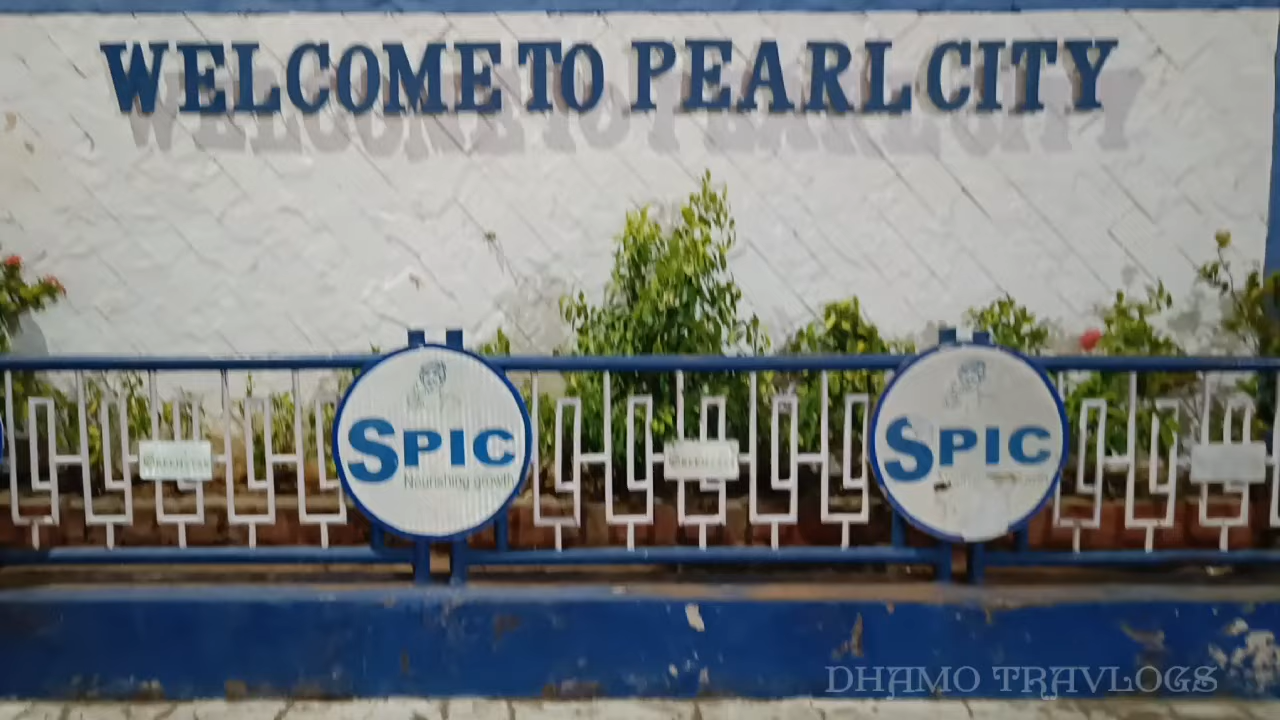 WELCOME TO PEARL CITY
SPIC
Nourishing growth
SPIC
DHAMO TRAVLOGS